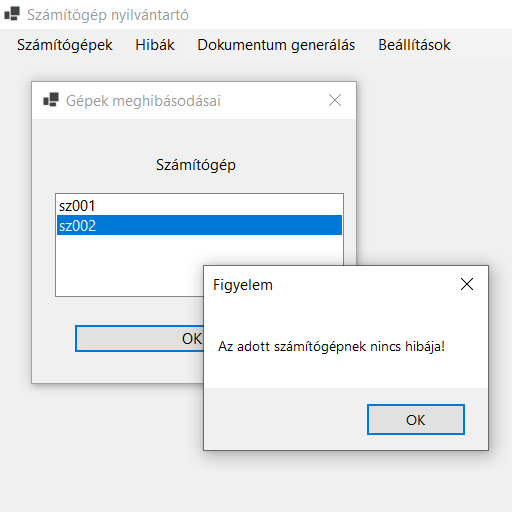 Számítógép nyilvántartó
Számítógépek Hibák Dokumentum generálás Beállítások
Gépek meghibásodásai
Számítógép
sz001
sz002
OK
Figyelem
Az adott számítógépnek nincs hibája!
OK